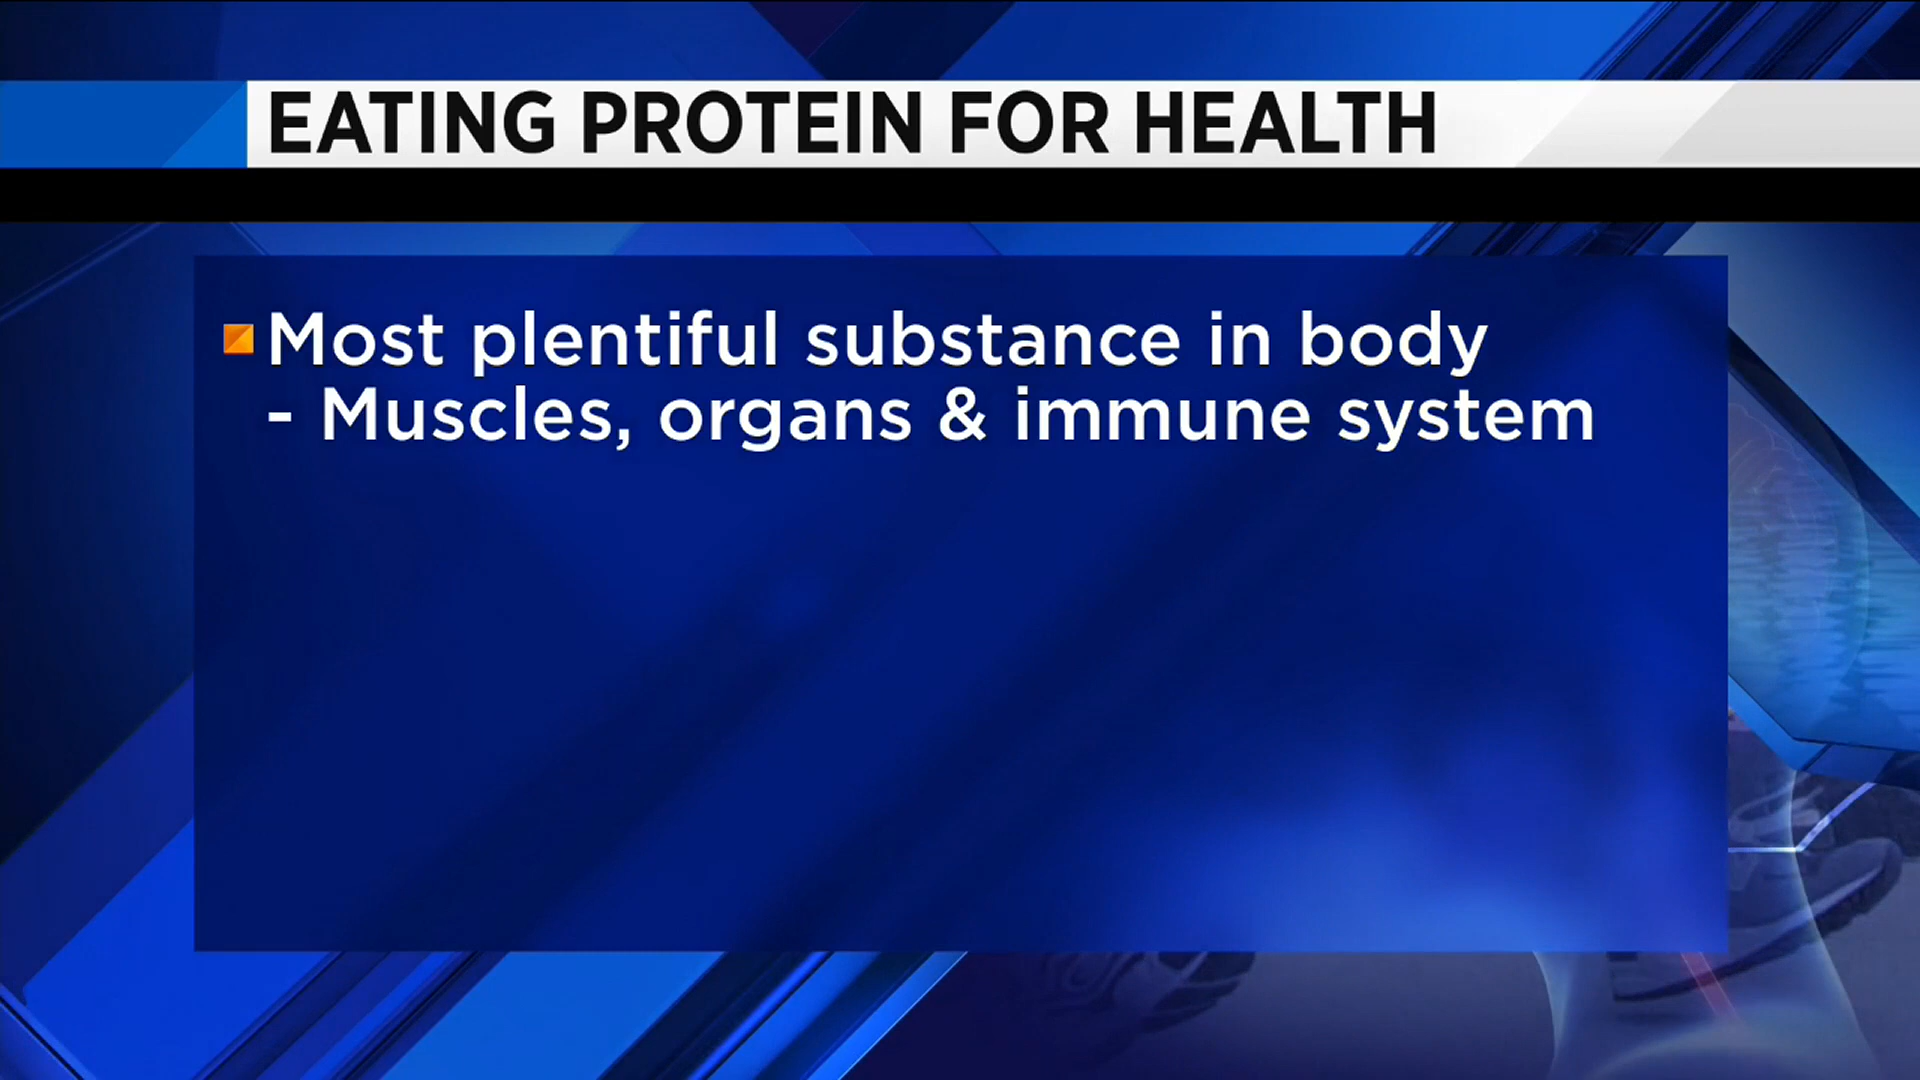 EATING PROTEIN FOR HEALTH
Most plentiful substance in body
- Muscles, organs & immune system